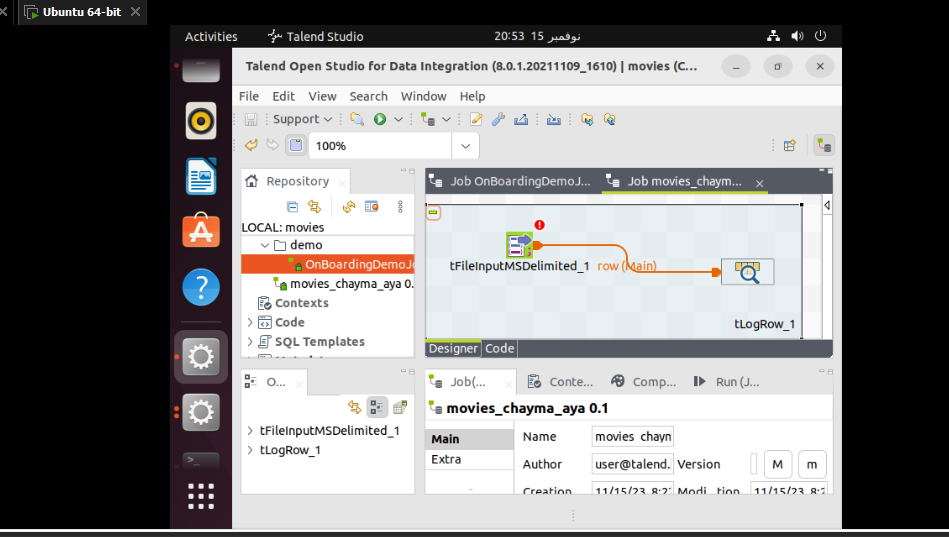 Ubuntu 64-bit
Activities Talend Studio 20:53 15 نوفمبر
Talend Open Studio for Data Integration (8.0.1.20211109_1610) | movies (C...
File Edit View Search Window Help
Support
100%
Repository
LOCAL: movies
demo
OnBoardingDemoJo
movies_chayma_aya 0.
Contexts
Code
SQL Templates
Job OnBoardingDemoJ...
Job movies_chaym...
tFileInputMSDelimited_1
row (Main)
tLogRow_1
Designer Code
O...
tFileInputMSDelimited_1
tLogRow_1
Job(... Conte... Comp... Run (J...
movies_chayma_aya 0.1
Main
Extra
Name movies chayn
Author user@talend. Version M m
Creation 11/15/23 8:2 Modi tion 11/15/23 8:2